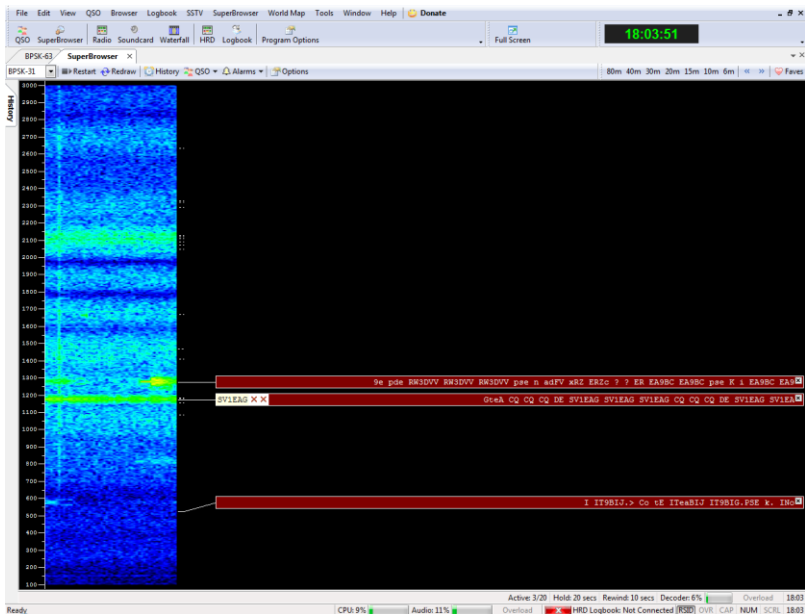 File Edit View QSO Browser Logbook SSTV SuperBrowser World Map Tools Window Help Donate
QSO SuperBrowser Radio Soundcard Waterfall HRD Logbook Program Options Full Screen 18:03:51
BPSK-63 SuperBrowser
BPSK-31 Restart Redraw History QSO Alarms Options 80m 40m 30m 20m 15m 10m 6m Faves
History
3000
2700
2500
2400
2300
2200
2100
2000
1900
1800
1700
1600
1500
1400
1300
9e pde RW3DVV RW3DVV RW3DVV pse n adFV xRZ ERZc ? ? ER EA9BC EA9BC pse K i EA9BC EA9
1200
SV1EAG GteA CQ CQ CQ DE SV1EAG SV1EAG SV1EAG CQ CQ CQ DE SV1EAG SV1EA
1100
1000
900
800
700
600
I IT9BIJ.> Co tE ITeaBIJ IT9BIG.PSE k. INo
500
400
300
200
100
Active: 3/20 Hold: 20 secs Rewind: 10 secs Decoder: 6% Overload 18:03
Ready CPU: 9% Audio: 11% Overload HRD Logbook: Not Connected RSID OVR CAP NUM SCRL 18:03